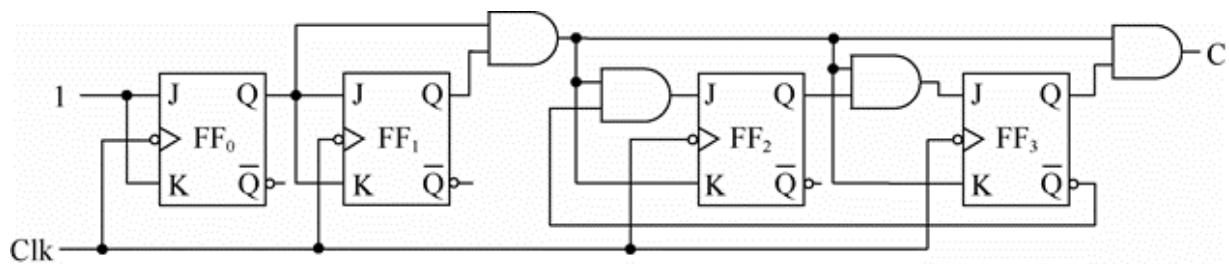 C
1
J Q
FF₀
K Q̅
J Q
FF₁
K Q̅
J Q
FF₂
K Q̅
J Q
FF₃
K Q̅
Clk